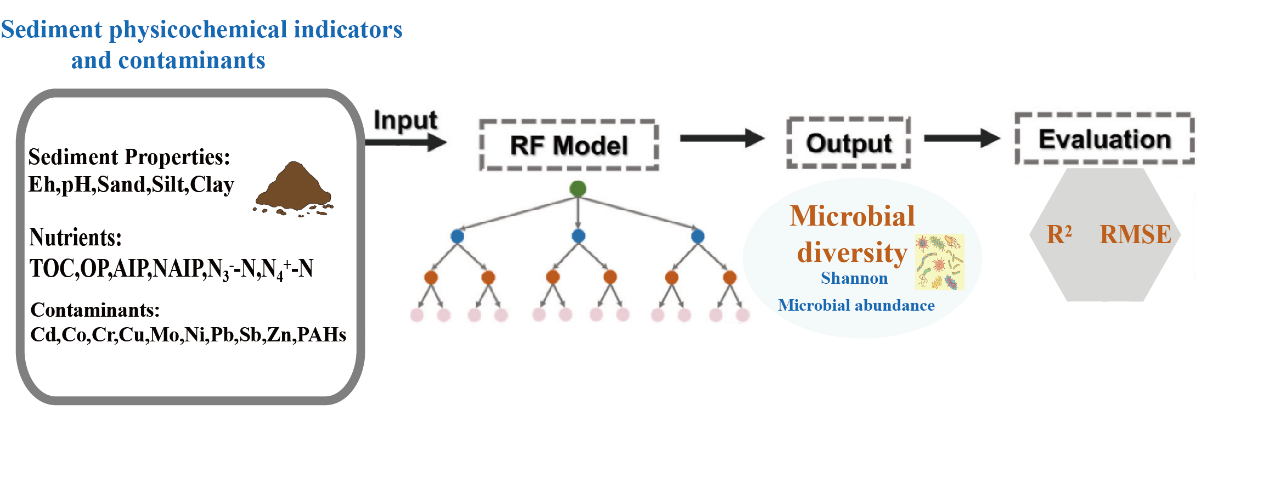 Sediment physicochemical indicators
and contaminants
Sediment Properties:
Eh,pH,Sand,Silt,Clay
Nutrients:
TOC,OP,AIP,NAIP,N₃⁻-N,N₄⁺-N
Contaminants:
Cd,Co,Cr,Cu,Mo,Ni,Pb,Sb,Zn,PAHs
Input
RF Model
Output
Microbial
diversity
Shannon
Microbial abundance
Evaluation
R² RMSE